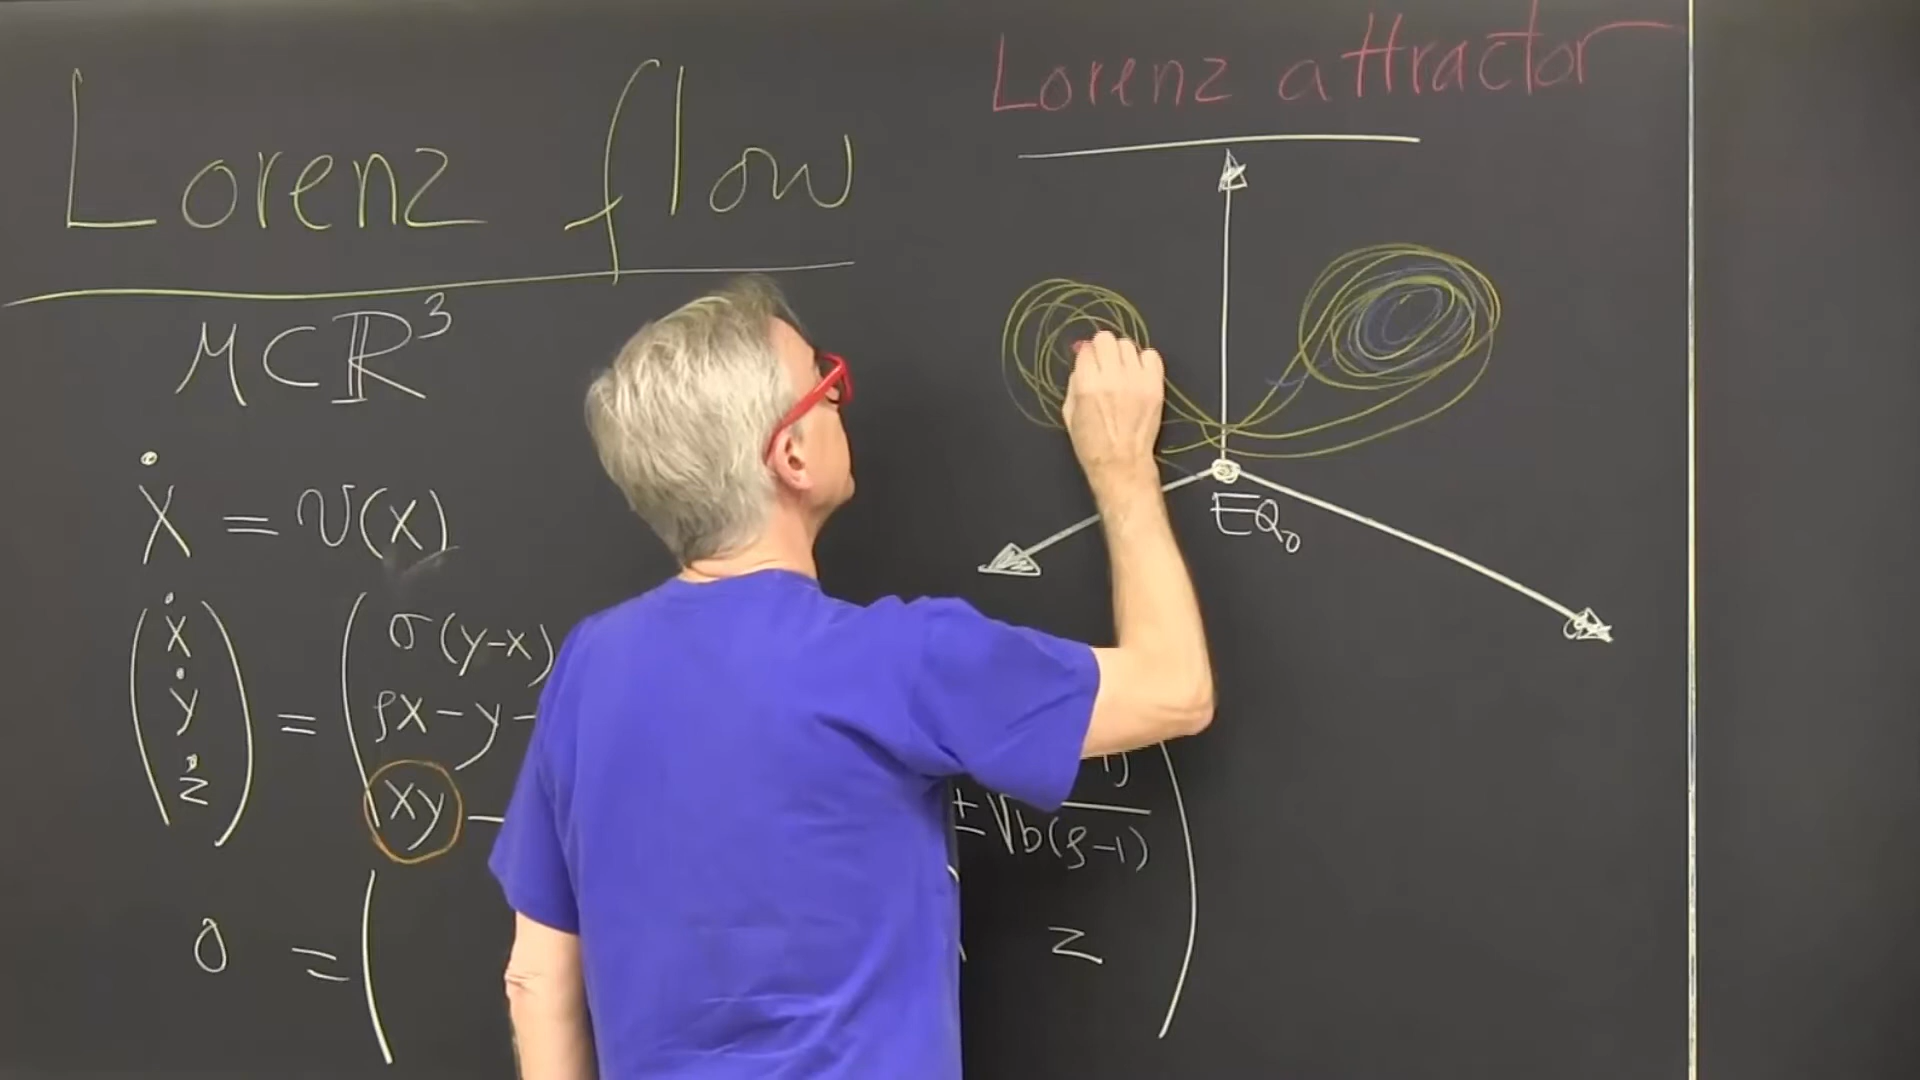 Lorenz flow
M ⊂ ℝ³
ẋ = v(x)
(ẋ ẏ ż) = ( σ(y-x)
ρx - y -
xy -
0 = (
Lorenz attractor
EQ₀
± √b(ρ-1)
z )